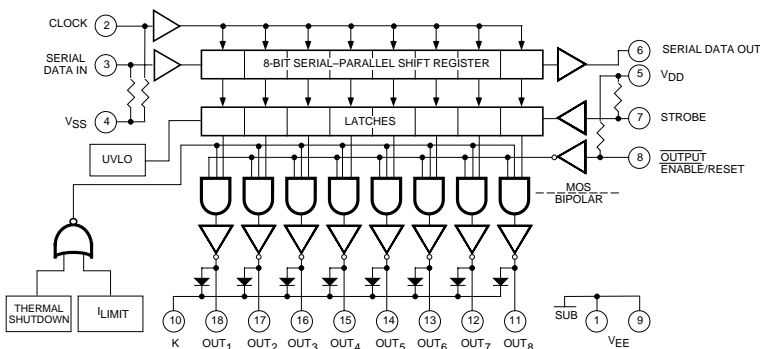 CLOCK 2
6 SERIAL DATA OUT
SERIAL DATA IN 3
8-BIT SERIAL–PARALLEL SHIFT REGISTER
5 VDD
VSS 4
LATCHES
7 STROBE
UVLO
8 OUTPUT ENABLE/RESET
MOS
BIPOLAR
THERMAL SHUTDOWN
ILIMIT
SUB
10 18 17 16 15 14 13 12 11 1 9
K OUT1 OUT2 OUT3 OUT4 OUT5 OUT6 OUT7 OUT8 VEE